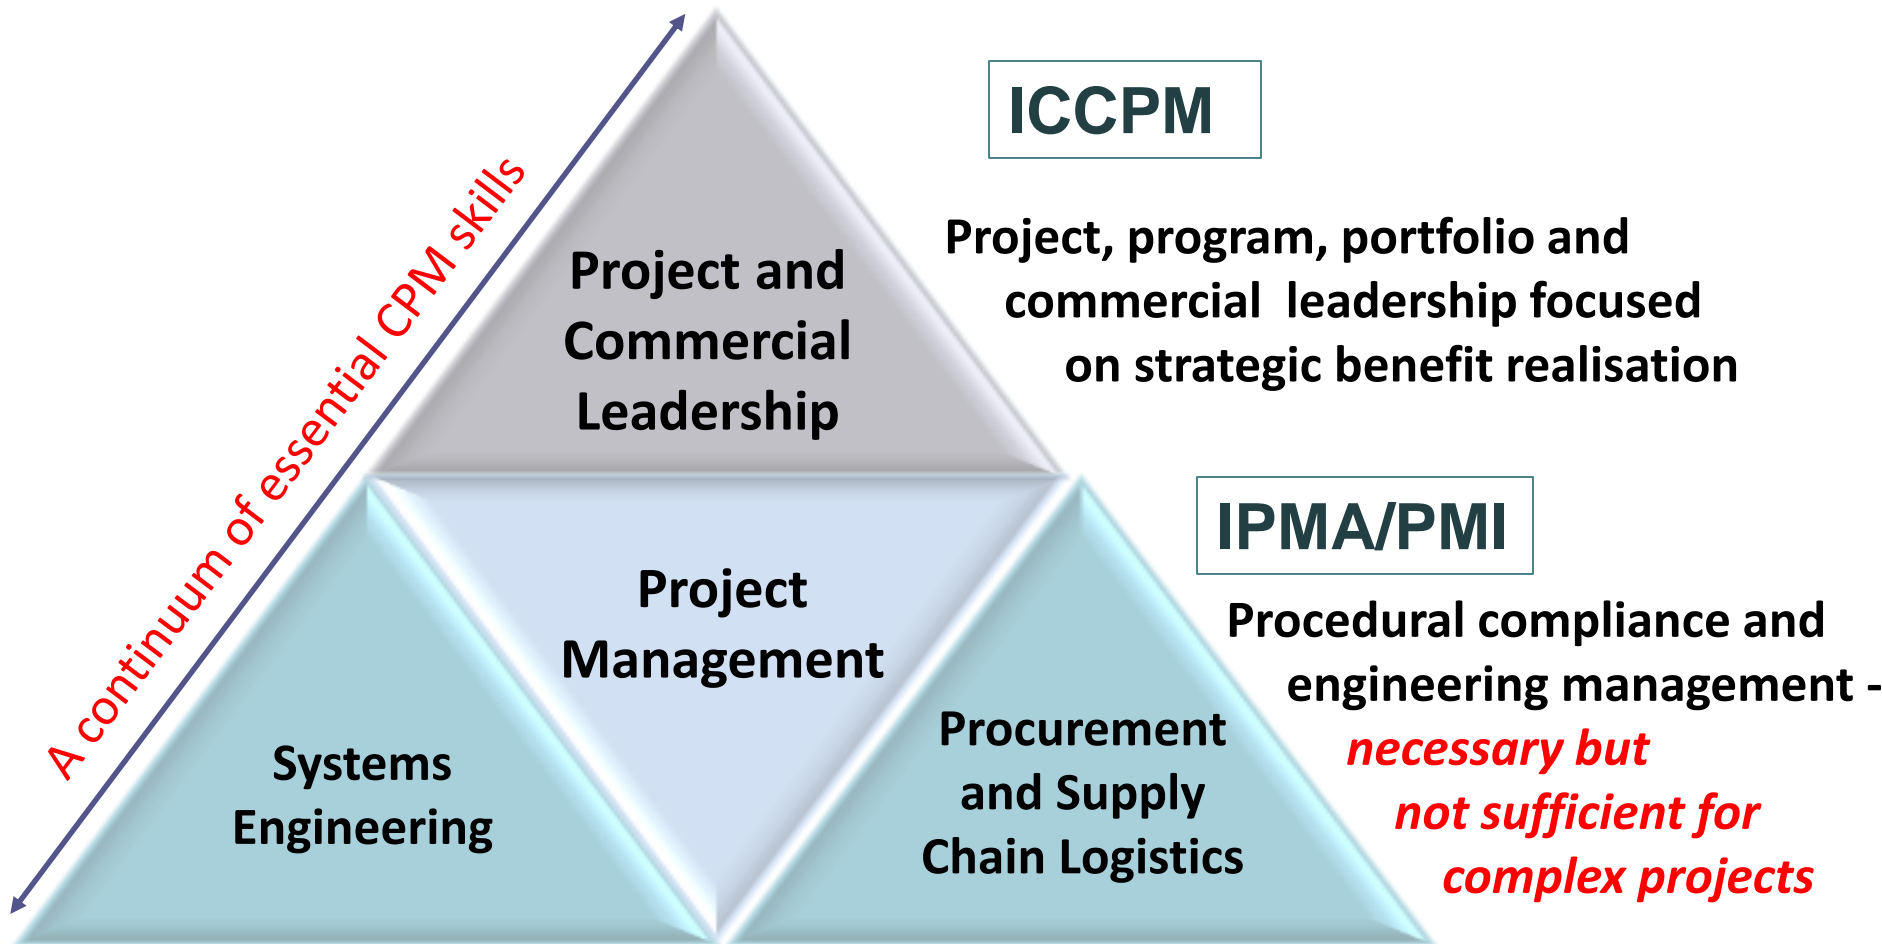 A continuum of essential CPM skills
Project and
Commercial
Leadership
Project
Management
Systems
Engineering
Procurement
and Supply
Chain Logistics
ICCPM
Project, program, portfolio and
commercial leadership focused
on strategic benefit realisation
IPMA/PMI
Procedural compliance and
engineering management -
necessary but
not sufficient for
complex projects